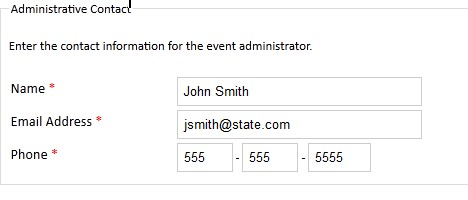 Administrative Contact
Enter the contact information for the event administrator.
Name * John Smith
Email Address * jsmith@state.com
Phone * 555 - 555 - 5555